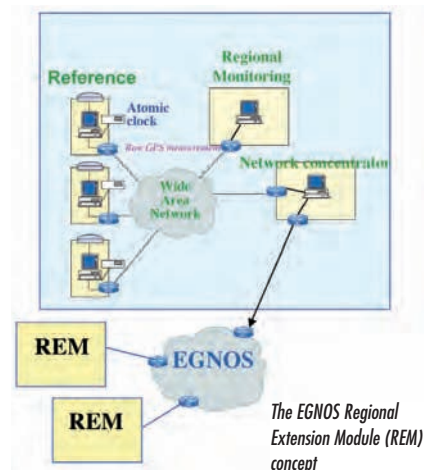 Regional
Monitoring
Reference
Atomic
clock
Raw GPS measurement
Network concentrator
Wide
Area
Network
REM
EGNOS
REM
The EGNOS Regional
Extension Module (REM)
concept